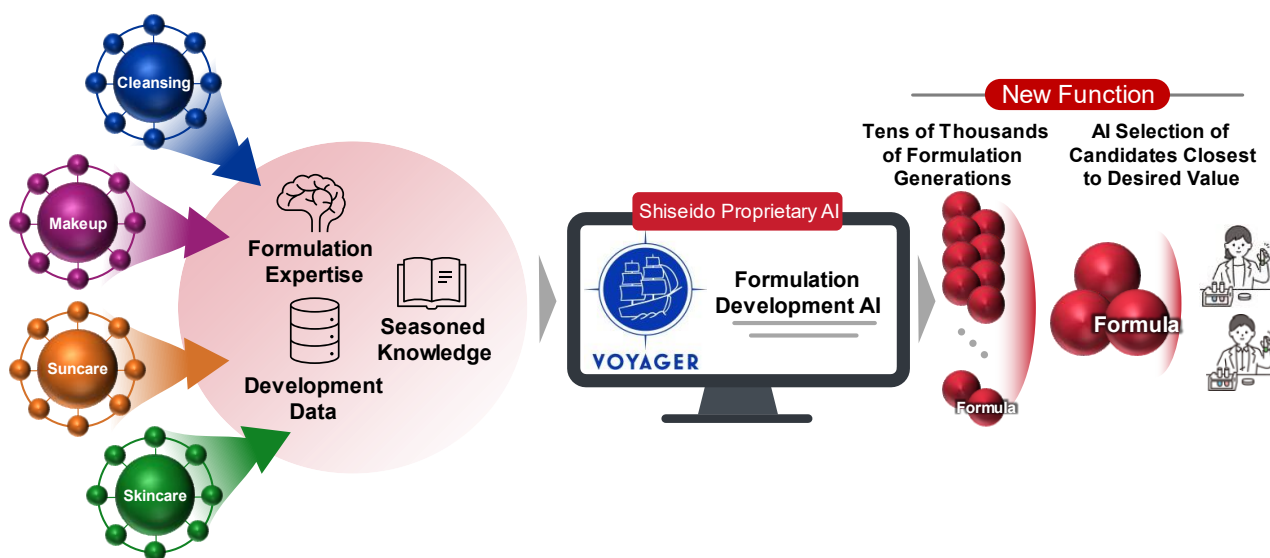 Cleansing
Makeup
Suncare
Skincare
Formulation
Expertise
Seasoned
Knowledge
Development
Data
Shiseido Proprietary AI
VOYAGER
Formulation
Development AI
New Function
Tens of Thousands
of Formulation
Generations
Formula
AI Selection of
Candidates Closest
to Desired Value
Formula